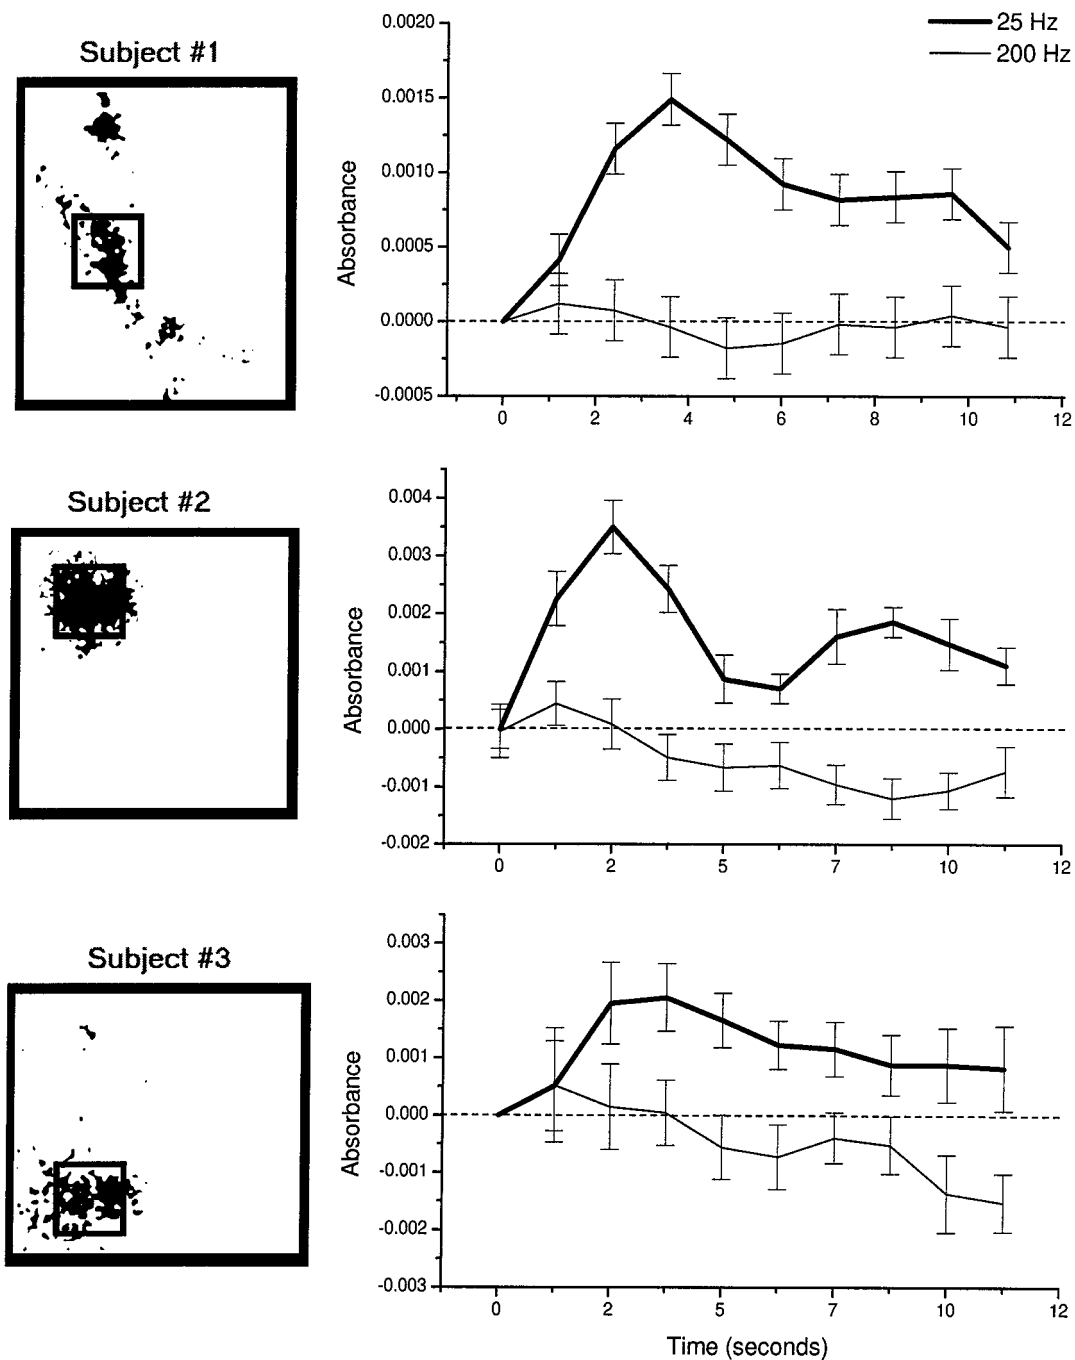 25 Hz
200 Hz
Subject #1
Absorbance
0.0020
0.0015
0.0010
0.0005
0.0000
-0.0005
0 2 4 6 8 10 12
Subject #2
Absorbance
0.004
0.003
0.002
0.001
0.000
-0.001
-0.002
0 2 5 7 10 12
Subject #3
Absorbance
0.003
0.002
0.001
0.000
-0.001
-0.002
-0.003
0 2 5 7 10 12
Time (seconds)